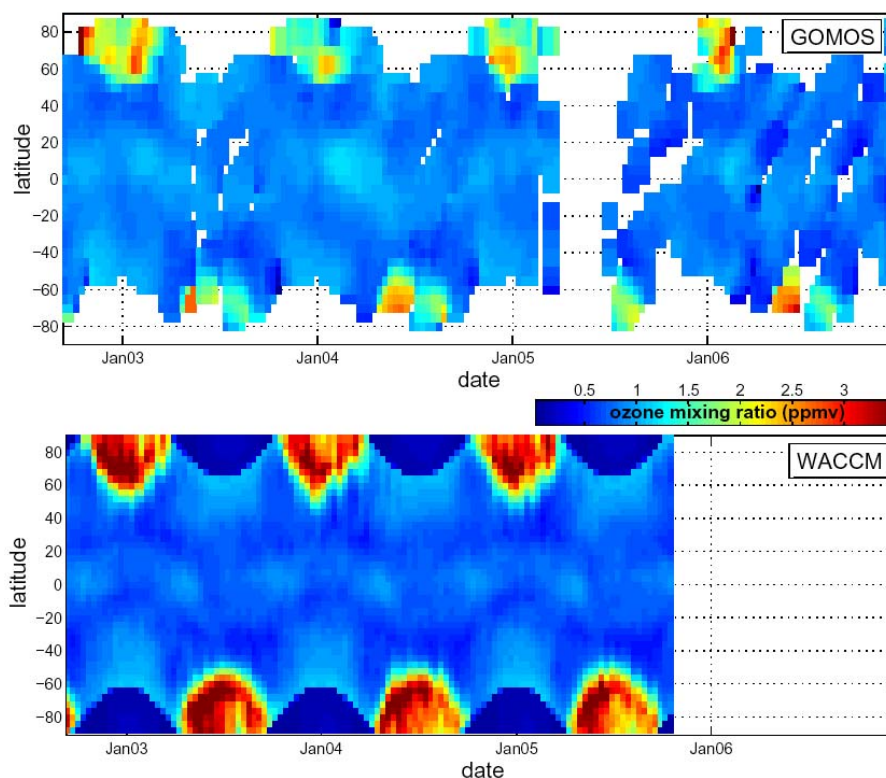 GOMOS
80
60
40
20
0
−20
−40
−60
−80
latitude
Jan03 Jan04 Jan05 Jan06
date
0.5 1 1.5 2 2.5 3
ozone mixing ratio (ppmv)
WACCM
80
60
40
20
0
−20
−40
−60
−80
latitude
Jan03 Jan04 Jan05 Jan06
date